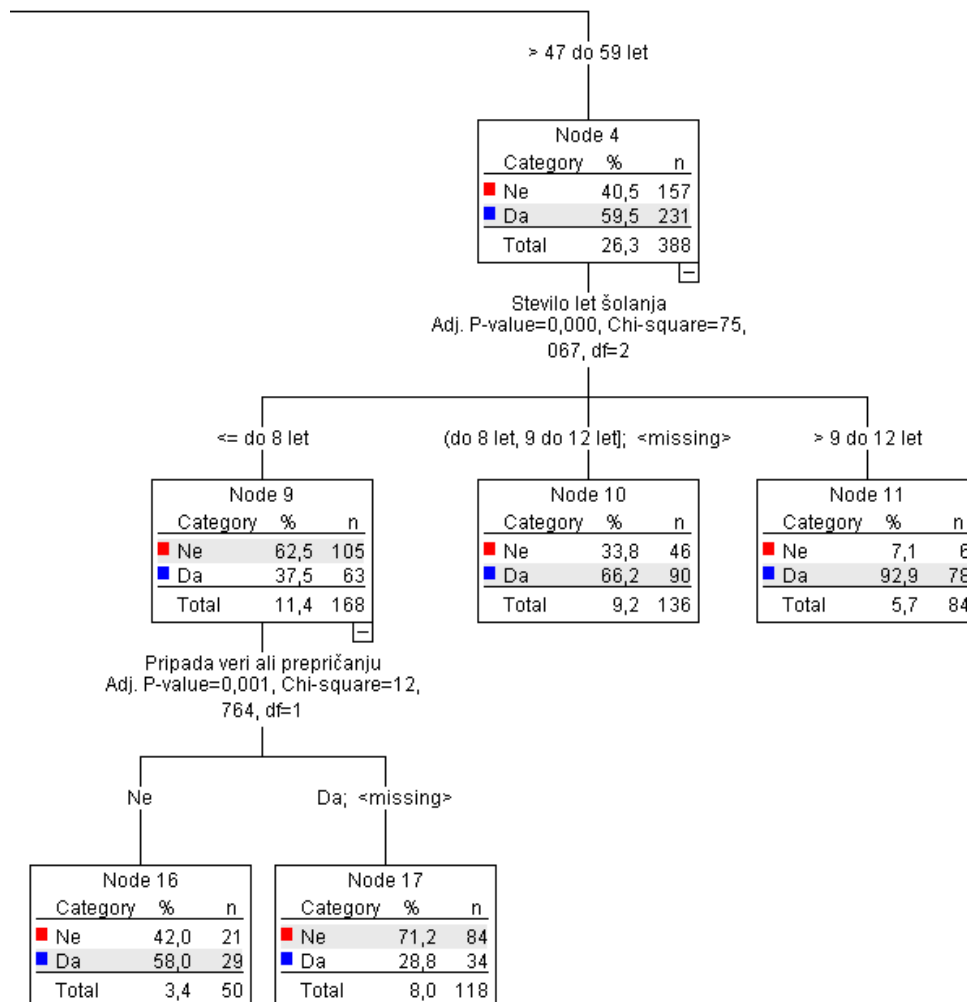 > 47 do 59 let
Node 4
Category % n
Ne 40,5 157
Da 59,5 231
Total 26,3 388
Stevilo let šolanja
Adj. P-value=0,000, Chi-square=75,
067, df=2
<= do 8 let
(do 8 let, 9 do 12 let]; <missing>
> 9 do 12 let
Node 9
Category % n
Ne 62,5 105
Da 37,5 63
Total 11,4 168
Node 10
Category % n
Ne 33,8 46
Da 66,2 90
Total 9,2 136
Node 11
Category % n
Ne 7,1 6
Da 92,9 78
Total 5,7 84
Pripada veri ali prepričanju
Adj. P-value=0,001, Chi-square=12,
764, df=1
Ne
Da; <missing>
Node 16
Category % n
Ne 42,0 21
Da 58,0 29
Total 3,4 50
Node 17
Category % n
Ne 71,2 84
Da 28,8 34
Total 8,0 118